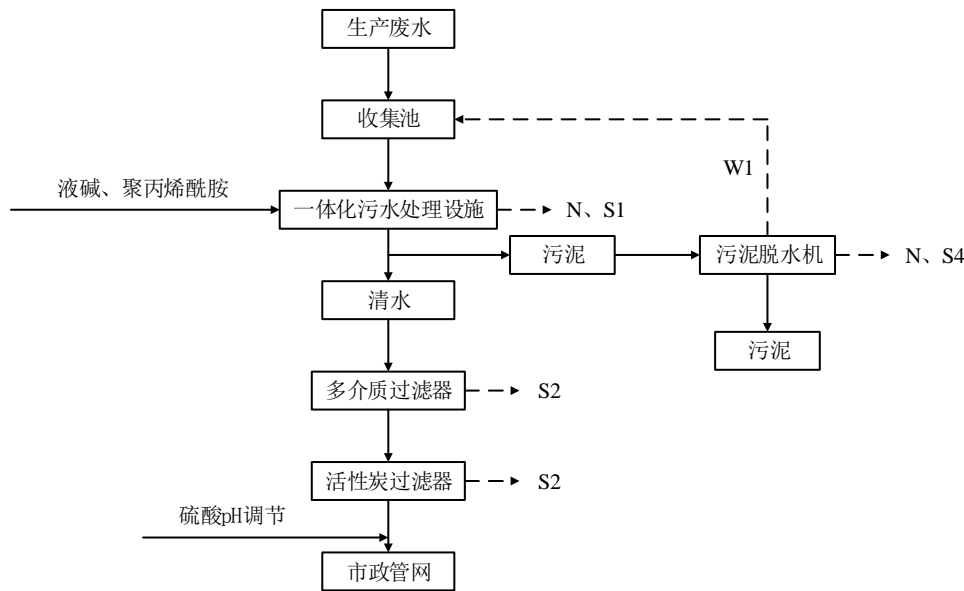 生产废水
收集池
W1
液碱、聚丙烯酰胺
一体化污水处理设施
N、S1
污泥
污泥脱水机
N、S4
清水
污泥
多介质过滤器
S2
活性炭过滤器
S2
硫酸pH调节
市政管网